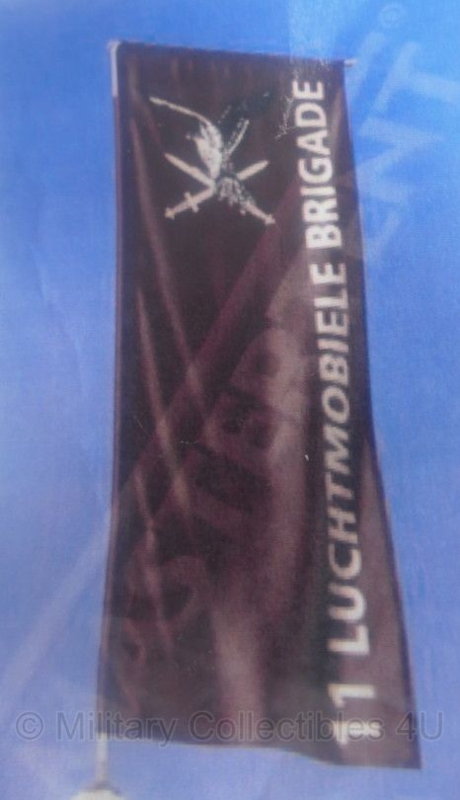 11 LUCHTMOBIELE BRIGADE
© Military Collectibles 4U